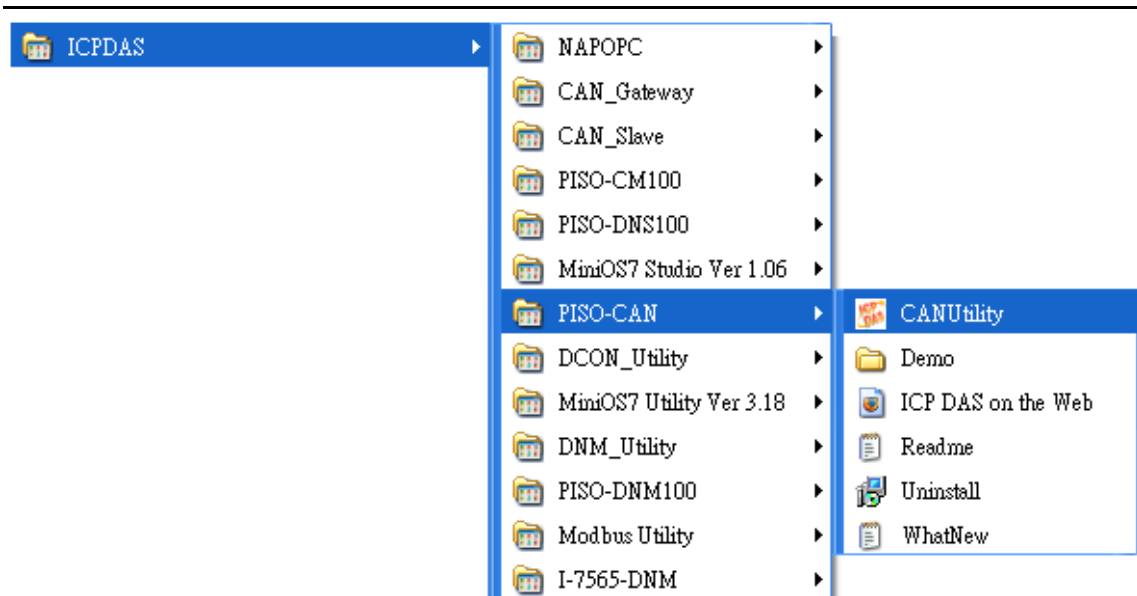 ICPDAS
NAPOPC
CAN_Gateway
CAN_Slave
PISO-CM100
PISO-DNS100
MiniOS7 Studio Ver 1.06
PISO-CAN
DCON_Utility
MiniOS7 Utility Ver 3.18
DNM_Utility
PISO-DNM100
Modbus Utility
I-7565-DNM
CANUtility
Demo
ICP DAS on the Web
Readme
Uninstall
WhatNew